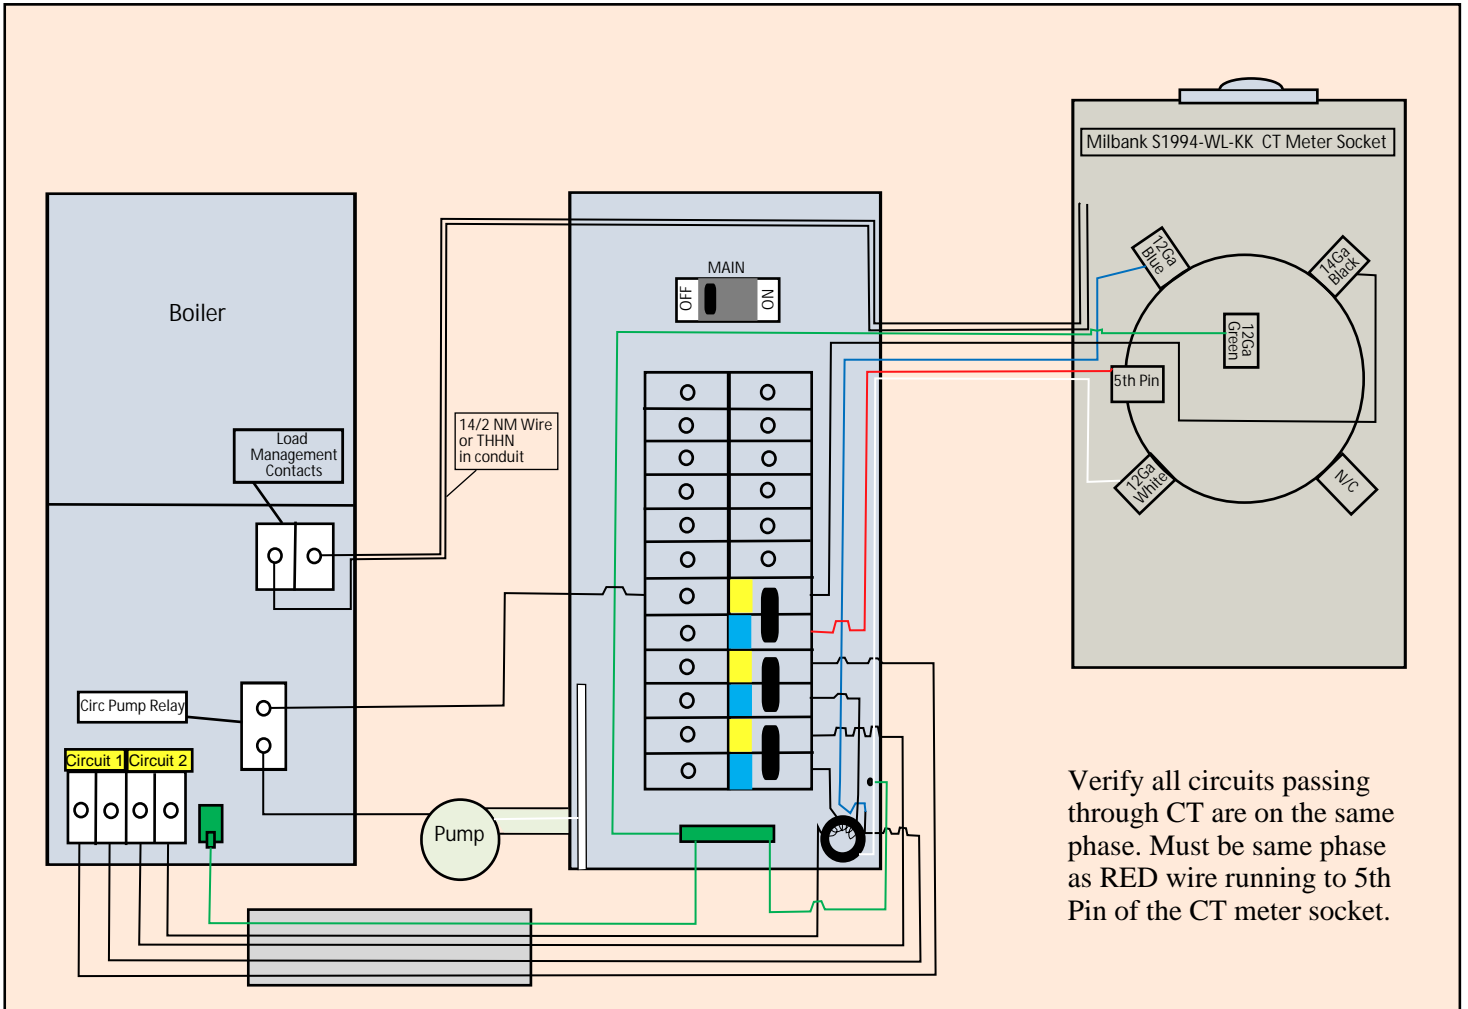 Milbank S1994-WL-KK CT Meter Socket
12Ga
Blue
14Ga
Black
12Ga
Green
5th Pin
12Ga
White
N/C
MAIN
OFF
ON
Boiler
14/2 NM Wire
or THHN
in conduit
Load
Management
Contacts
Circ Pump Relay
Circuit 1
Circuit 2
Pump
Verify all circuits passing
through CT are on the same
phase. Must be same phase
as RED wire running to 5th
Pin of the CT meter socket.